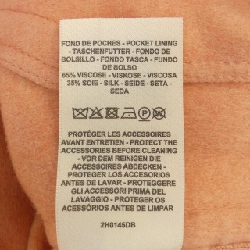 FOND DE POCHES - POCKET LINING
- TASCHENFUTTER - FONDO DE
BOLSILLO - FONDO TASCA - FUNDO
DE BOLSO
65% VISCOSE - VISKOSE - VISCOSA
35% SOIE - SILK - SEIDE - SETA -
SEDA
PROTÉGER LES ACCESSOIRES
AVANT ENTRETIEN - PROTECT THE
ACCESSORIES BEFORE CLEANING
- VOR DEM REINIGEN DIE
ACCESSOIRES ABDECKEN -
PROTEGER LOS ACCESORIOS
ANTES DE LAVAR - PROTEGGERE
GLI ACCESSORI PRIMA DEL
LAVAGGIO - PROTEGER OS
ACESSÓRIOS ANTES DE LIMPAR